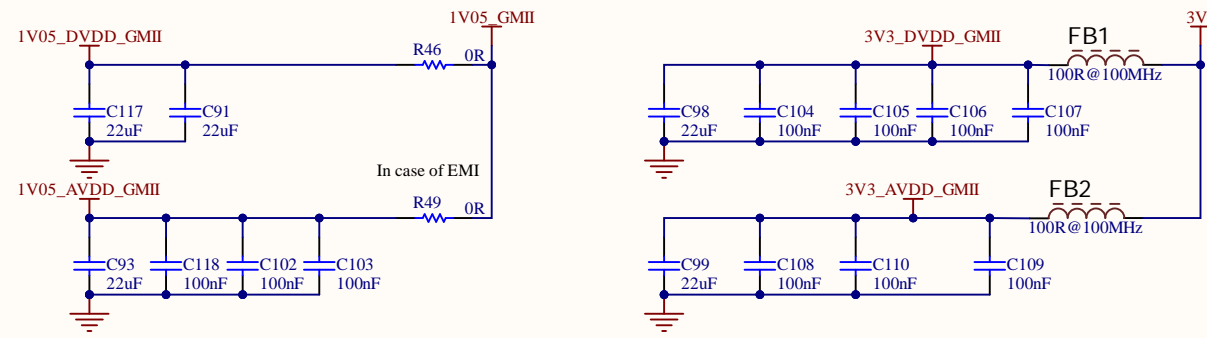 1V05_GMII
1V05_DVDD_GMII
R46
0R
C117
22uF
C91
22uF
In case of EMI
1V05_AVDD_GMII
R49
0R
C93
22uF
C118
100nF
C102
100nF
C103
100nF
3V
3V3_DVDD_GMII
FB1
100R@100MHz
C98
22uF
C104
100nF
C105
100nF
C106
100nF
C107
100nF
3V3_AVDD_GMII
FB2
100R@100MHz
C99
22uF
C108
100nF
C110
100nF
C109
100nF